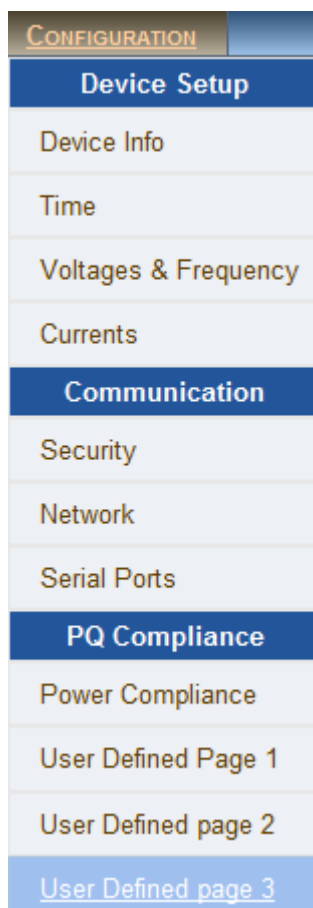 CONFIGURATION
Device Setup
Device Info
Time
Voltages & Frequency
Currents
Communication
Security
Network
Serial Ports
PQ Compliance
Power Compliance
User Defined Page 1
User Defined page 2
User Defined page 3